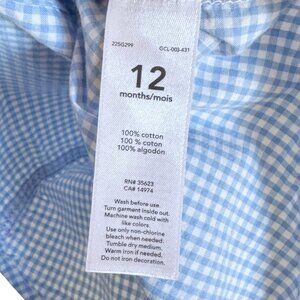 225G299 GCL-003-431
12
months/mois
100% cotton
100 % coton
100% algodón
RN# 35623
CA# 14974
Wash before use.
Turn garment inside out.
Machine wash cold with
like colors.
Use only non-chlorine
bleach when needed.
Tumble dry medium.
Warm iron if needed.
Do not iron decoration.